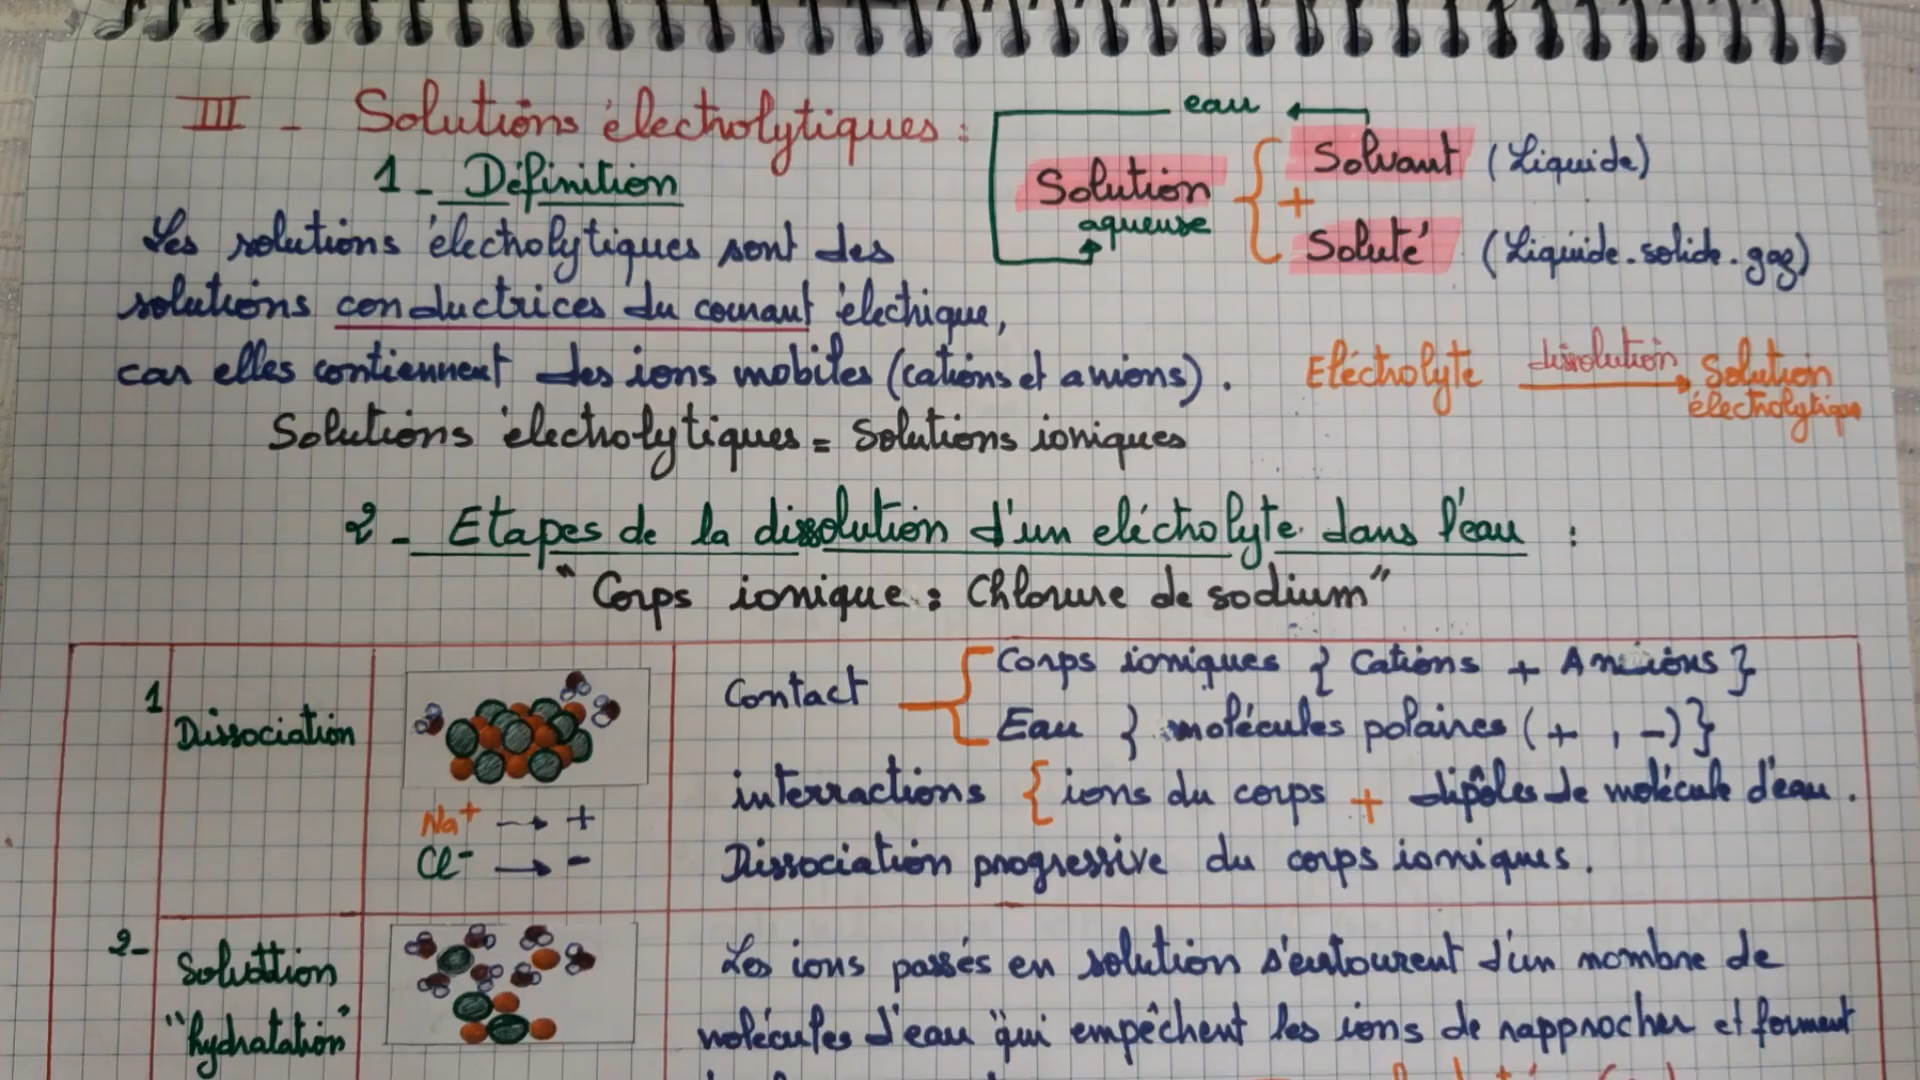 III - Solutions électrolytiques :
1 - Définition
Les solutions électrolytiques sont des
solutions conductrices du courant électrique,
car elles contiennent des ions mobiles (cations et anions).
Solutions électrolytiques = Solutions ioniques
eau
Solution
aqueuse
Solvant (Liquide)
+
Soluté (Liquide . solide . gaz)
Eléctrolyte dissolution Solution
électrolytique
2 - Etapes de la dissolution d'un eléctrolyte dans l'eau :
"Corps ionique : Chlorure de sodium"
1
Dissociation
Na+ → +
Cl- → -
Contact
Corps ioniques { Cations + Aniions }
Eau } molécules polaires (+ , -) }
interractions { ions du corps + dipôles de molécule d'eau .
Dissociation progressive du corps ioniques .
2-
Soluttion
"hydratation"
Les ions passés en solution s'entourent d'un nombre de
molécules d'eau qui empêchent les ions de rapprocher et forment